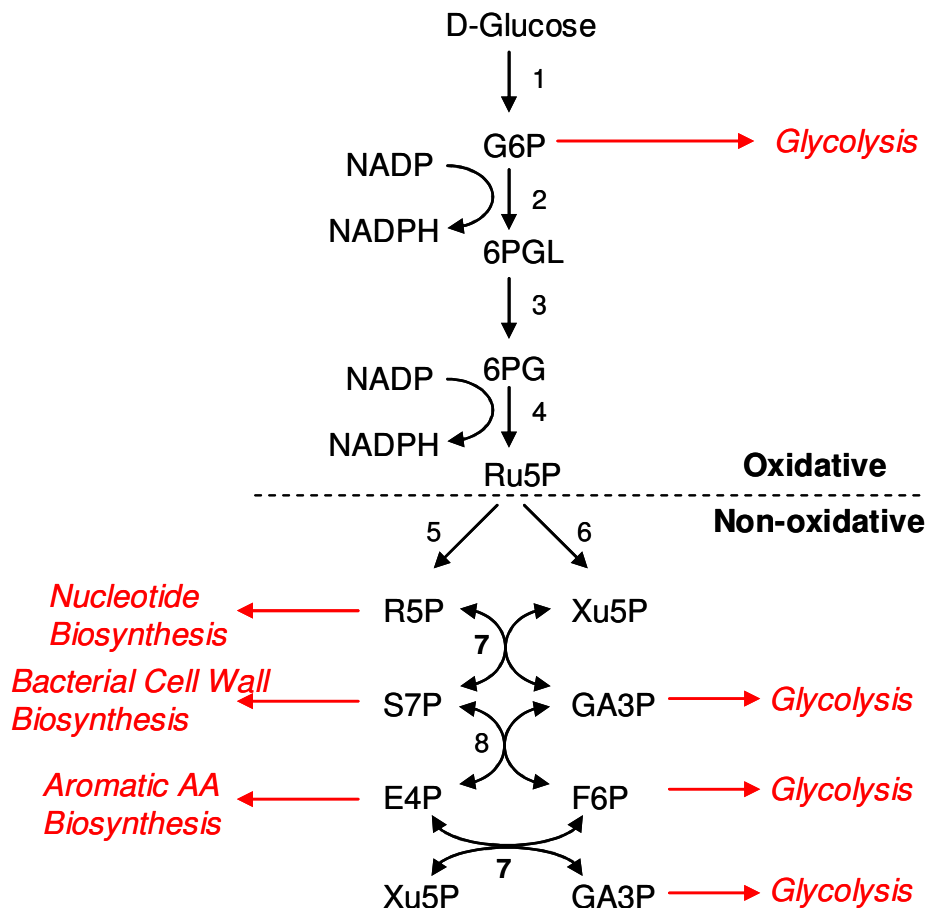 D-Glucose
1
G6P
Glycolysis
NADP
2
NADPH
6PGL
3
6PG
NADP
4
NADPH
Ru5P
Oxidative
Non-oxidative
5
6
Nucleotide
Biosynthesis
R5P
Xu5P
7
Bacterial Cell Wall
Biosynthesis
S7P
GA3P
Glycolysis
8
Aromatic AA
Biosynthesis
E4P
F6P
Glycolysis
7
Xu5P
GA3P
Glycolysis